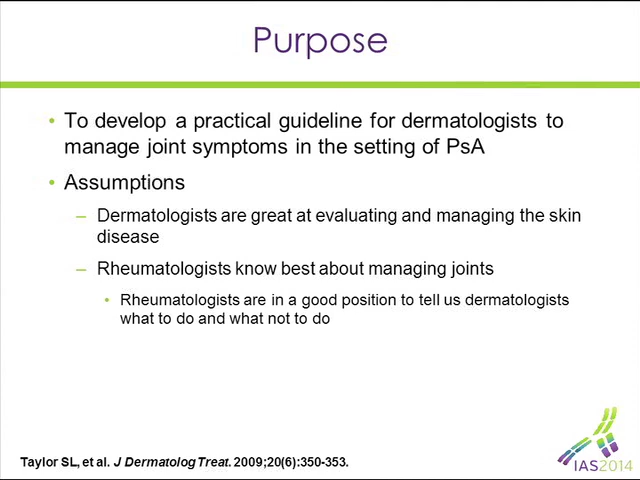 Purpose
• To develop a practical guideline for dermatologists to
manage joint symptoms in the setting of PsA
• Assumptions
– Dermatologists are great at evaluating and managing the skin
disease
– Rheumatologists know best about managing joints
• Rheumatologists are in a good position to tell us dermatologists
what to do and what not to do
Taylor SL, et al. J Dermatolog Treat. 2009;20(6):350-353.
IAS2014